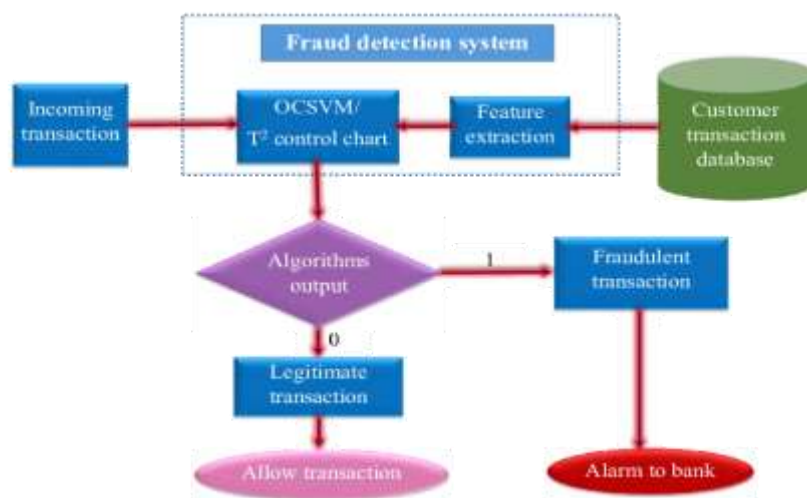 Fraud detection system
Incoming
transaction
OCSVM/
T² control chart
Feature
extraction
Customer
transaction
database
Algorithms
output
1
Fraudulent
transaction
0
Legitimate
transaction
Allow transaction
Alarm to bank